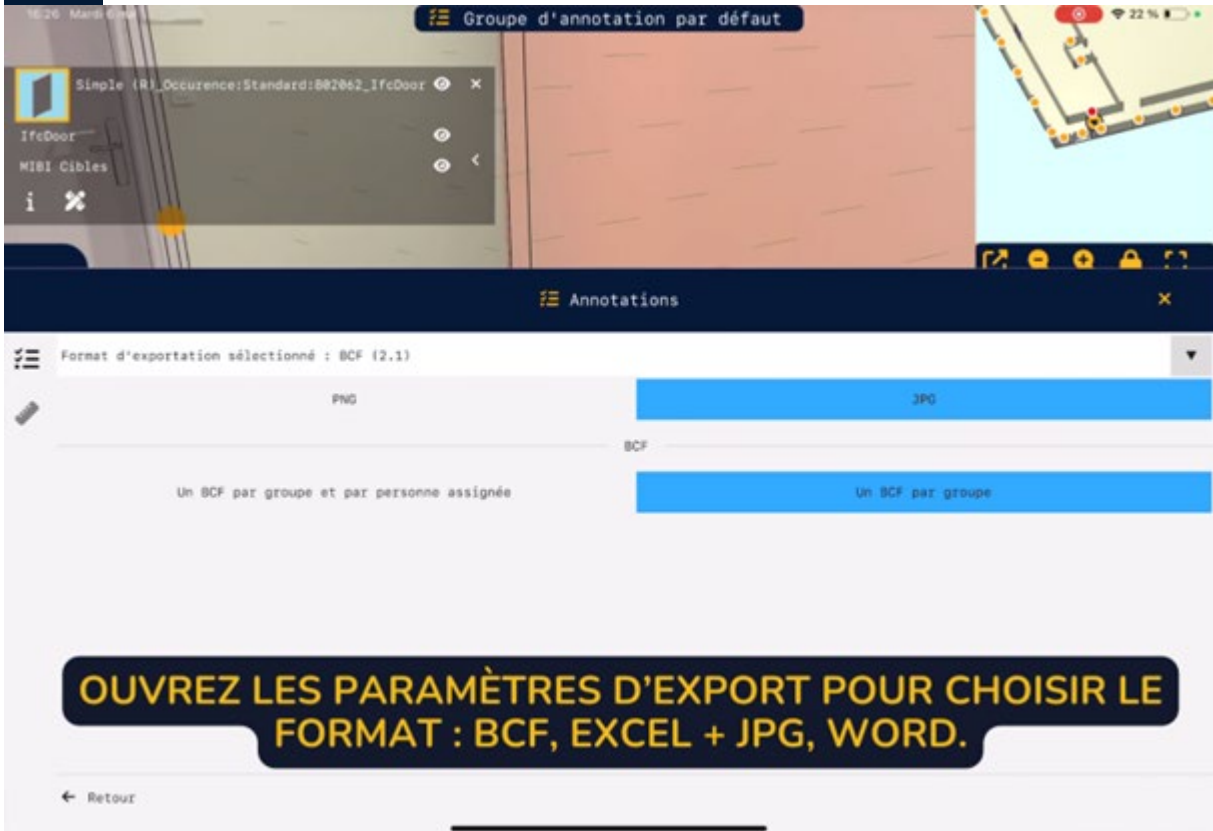 16:26 Mardi 6 m
Groupe d'annotation par défaut
22 %
Simple (R)_Occurence:Standard:802062_IfcDoor
IfcDoor
MIBI Cibles
Annotations
Format d'exportation sélectionné : BCF (2.1)
PNG
JPG
BCF
Un BCF par groupe et par personne assignée
Un BCF par groupe
OUVREZ LES PARAMÈTRES D’EXPORT POUR CHOISIR LE
FORMAT : BCF, EXCEL + JPG, WORD.
Retour